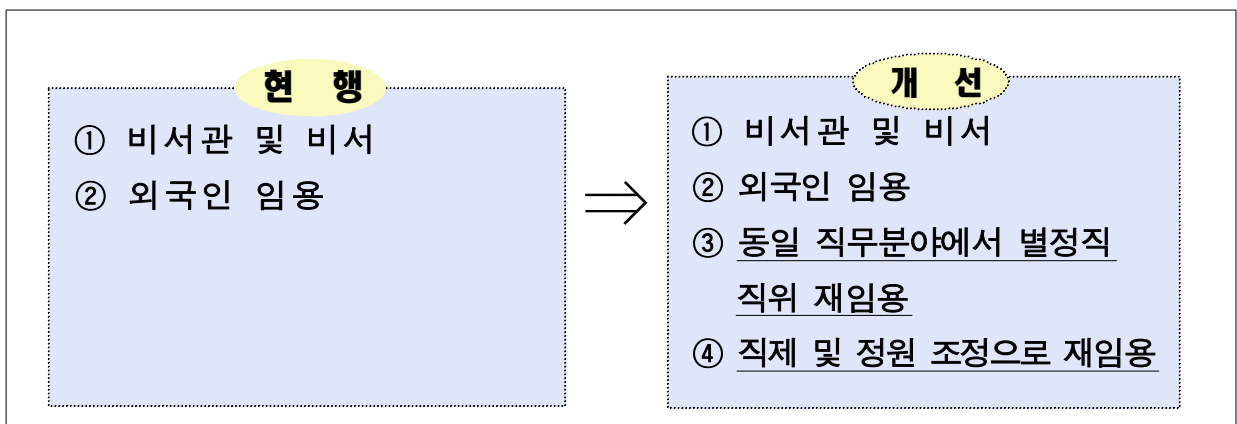 현 행
① 비서관 및 비서
② 외국인 임용
⇒
개 선
① 비서관 및 비서
② 외국인 임용
③ 동일 직무분야에서 별정직
직위 재임용
④ 직제 및 정원 조정으로 재임용